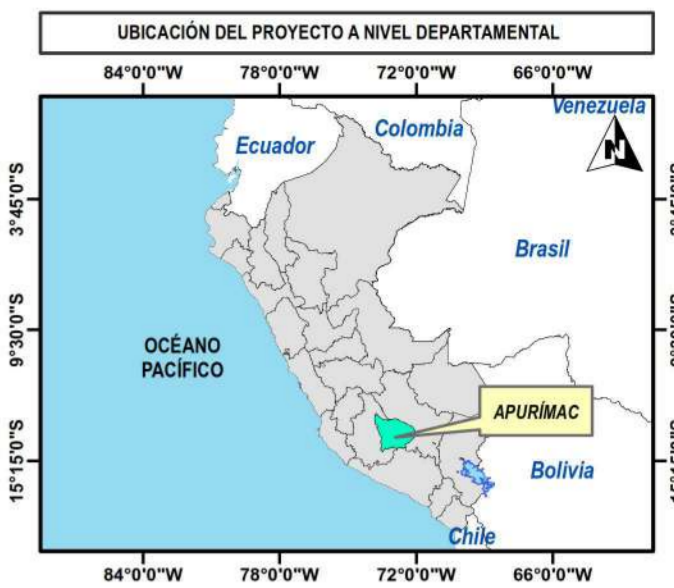 UBICACIÓN DEL PROYECTO A NIVEL DEPARTAMENTAL
84°0'0"W 78°0'0"W 72°0'0"W 66°0'0"W
Venezuela
Colombia
Ecuador
N
3°45'0"S
Brasil
9°30'0"S
OCÉANO
PACÍFICO
APURÍMAC
15°15'0"S
Bolivia
Chile
84°0'0"W 78°0'0"W 72°0'0"W 66°0'0"W